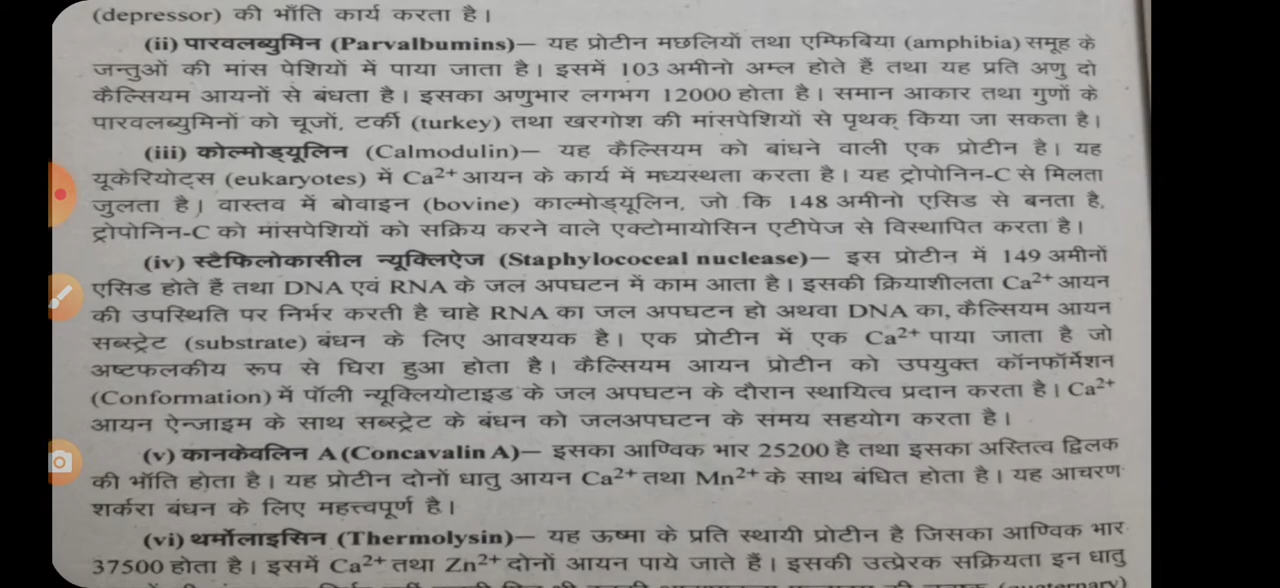 (depressor) की भाँति कार्य करता है।
(ii) पारवलब्युमिन (Parvalbumins)— यह प्रोटीन मछलियों तथा एम्फिबिया (amphibia) समूह के
जन्तुओं की मांस पेशियों में पाया जाता है। इसमें 103 अमीनो अम्ल होते हैं तथा यह प्रति अणु दो
कैल्सियम आयनों से बंधता है। इसका अणुभार लगभग 12000 होता है। समान आकार तथा गुणों के
पारवलब्युमिनों को चूजों, टर्की (turkey) तथा खरगोश की मांसपेशियों से पृथक् किया जा सकता है।
(iii) कोल्मोड्यूलिन (Calmodulin)— यह कैल्सियम को बांधने वाली एक प्रोटीन है। यह
यूकेरियोट्स (eukaryotes) में Ca²⁺ आयन के कार्य में मध्यस्थता करता है। यह ट्रोपोनिन-C से मिलता
जुलता है। वास्तव में बोवाइन (bovine) काल्मोड्यूलिन, जो कि 148 अमीनो एसिड से बनता है,
ट्रोपोनिन-C को मांसपेशियों को सक्रिय करने वाले एक्टोमायोसिन एटीपेज से विस्थापित करता है।
(iv) स्टैफिलोकासील न्यूक्लिऐज (Staphylococeal nuclease)— इस प्रोटीन में 149 अमीनों
एसिड होते हैं तथा DNA एवं RNA के जल अपघटन में काम आता है। इसकी क्रियाशीलता Ca²⁺ आयन
की उपस्थिति पर निर्भर करती है चाहे RNA का जल अपघटन हो अथवा DNA का, कैल्सियम आयन
सब्स्ट्रेट (substrate) बंधन के लिए आवश्यक है। एक प्रोटीन में एक Ca²⁺ पाया जाता है जो
अष्टफलकीय रूप से घिरा हुआ होता है। कैल्सियम आयन प्रोटीन को उपयुक्त कॉनफॉर्मेशन
(Conformation) में पॉली न्यूक्लियोटाइड के जल अपघटन के दौरान स्थायित्व प्रदान करता है। Ca²⁺
आयन ऐन्जाइम के साथ सब्स्ट्रेट के बंधन को जलअपघटन के समय सहयोग करता है।
(v) कानकेवलिन A (Concavalin A)— इसका आण्विक भार 25200 है तथा इसका अस्तित्व द्विलक
की भाँति होता है। यह प्रोटीन दोनों धातु आयन Ca²⁺ तथा Mn²⁺ के साथ बंधित होता है। यह आचरण
शर्करा बंधन के लिए महत्त्वपूर्ण है।
(vi) थर्मोलाइसिन (Thermolysin)— यह ऊष्मा के प्रति स्थायी प्रोटीन है जिसका आण्विक भार
37500 होता है। इसमें Ca²⁺ तथा Zn²⁺ दोनों आयन पाये जाते हैं। इसकी उत्प्रेरक सक्रियता इन धातु
(quaternary)